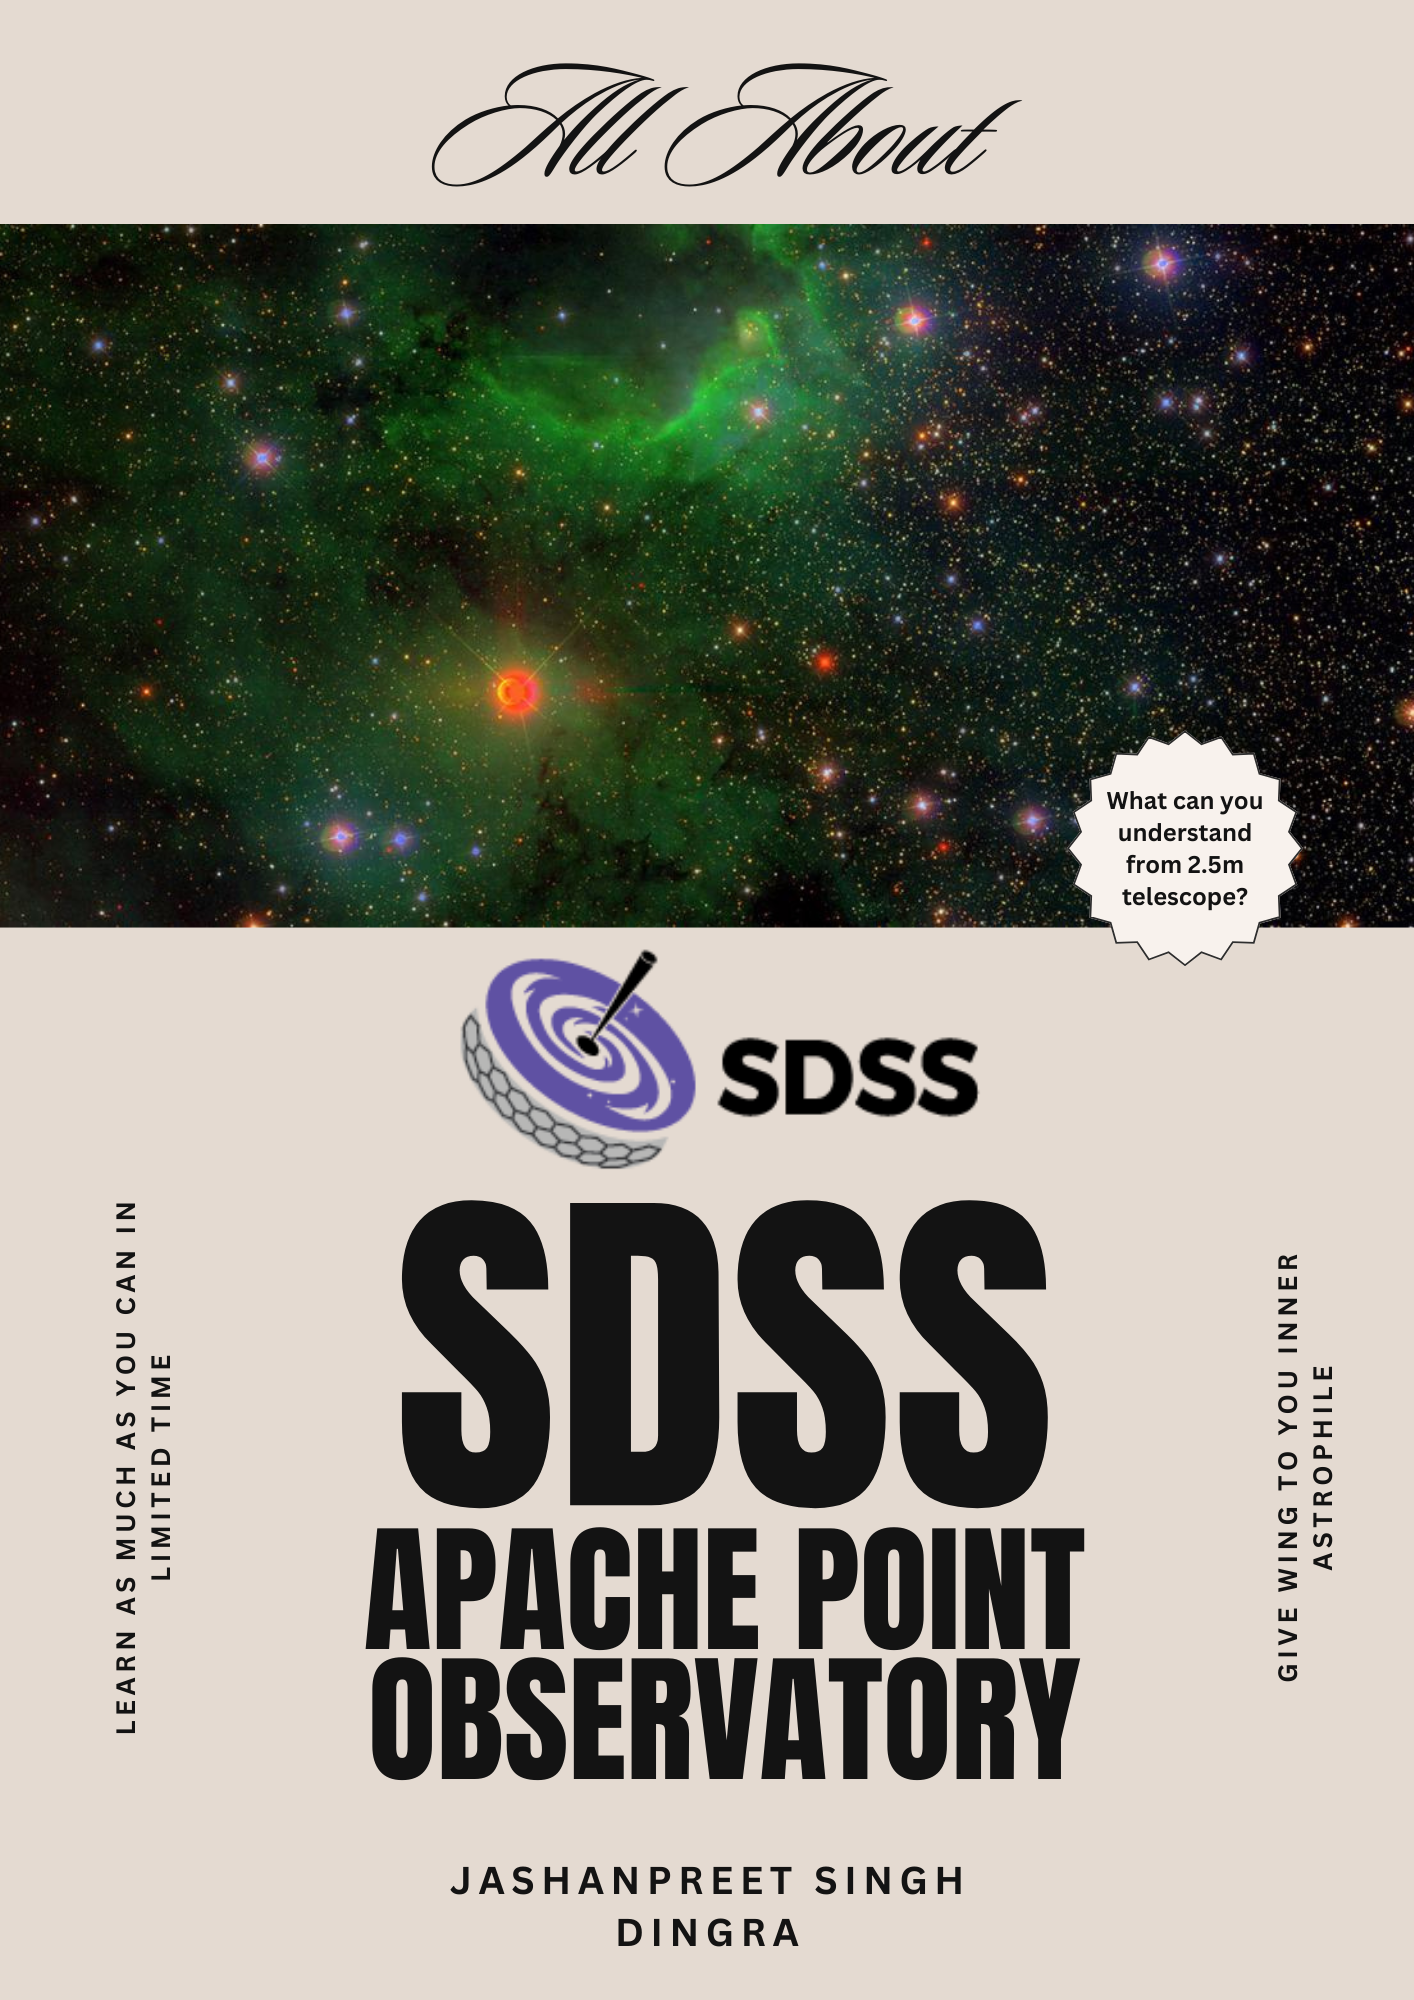 All About
What can you
understand
from 2.5m
telescope?
SDSS
SDSS
APACHE POINT
OBSERVATORY
LEARN AS MUCH AS YOU CAN IN
LIMITED TIME
GIVE WING TO YOU INNER
ASTROPHILE
JASHANPREET SINGH
DINGRA